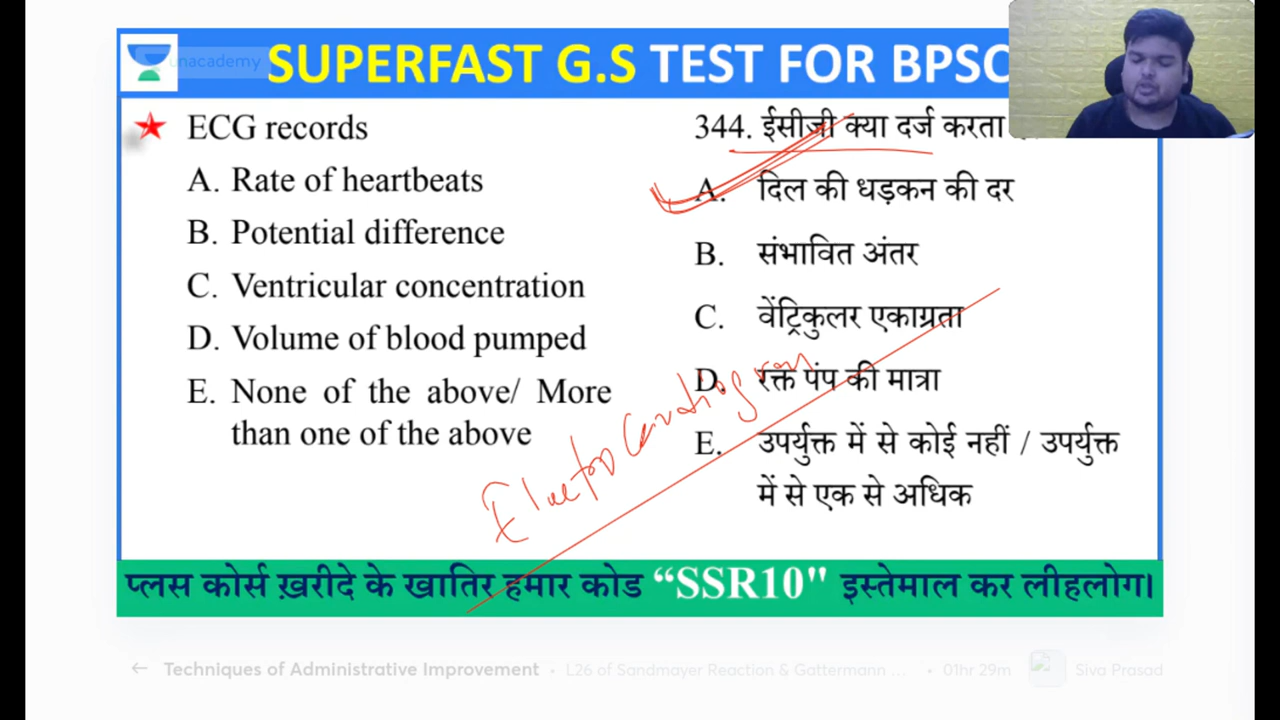 unacademy
SUPERFAST G.S TEST FOR BPSC
ECG records
A. Rate of heartbeats
B. Potential difference
C. Ventricular concentration
D. Volume of blood pumped
E. None of the above/ More
than one of the above
344. ईसीजी क्या दर्ज करता
A. दिल की धड़कन की दर
B. संभावित अंतर
C. वेंट्रिकुलर एकाग्रता
D. रक्त पंप की मात्रा
E. उपर्युक्त में से कोई नहीं / उपर्युक्त
में से एक से अधिक
Electro Cardiogram
प्लस कोर्स ख़रीदे के खातिर हमार कोड “SSR10" इस्तेमाल कर लीहलोग।
← Techniques of Administrative Improvement • L26 of Sandmayer Reaction & Gattermann ... • 01hr 29m Siva Prasad